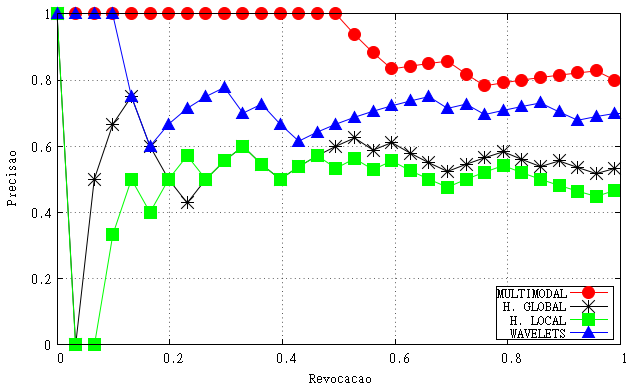 1
0.8
0.6
0.4
0.2
0
Precisao
0
0.2
0.4
0.6
0.8
1
Revocacao
MULTIMODAL
H. GLOBAL
H. LOCAL
WAVELETS